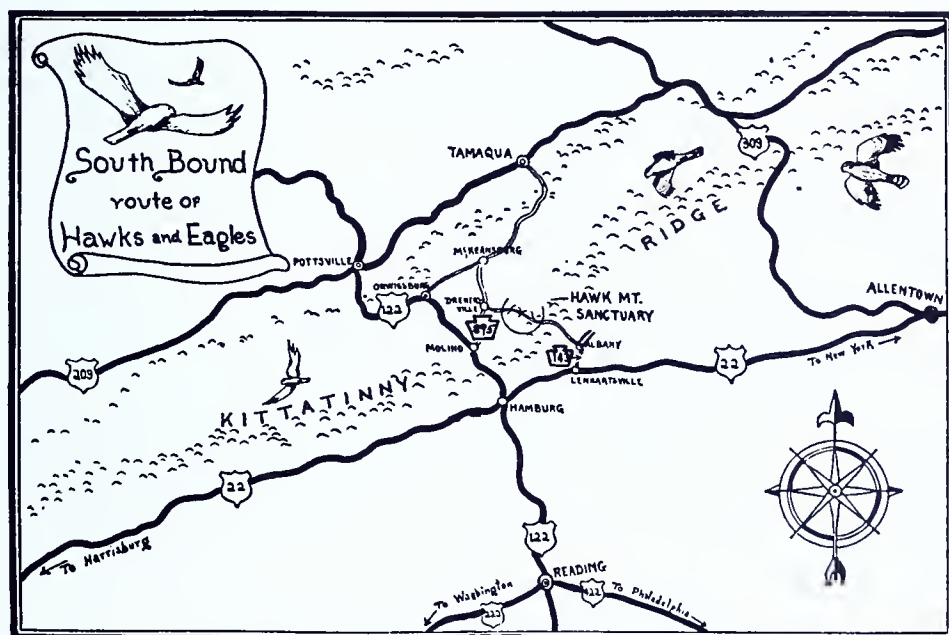 South Bound
route of
Hawks and Eagles
TAMAQUA
309
RIDGE
POTTSVILLE
McKEANSBURG
ORWIGSBURG
122
DREHER
VILLE
895
HAWK MT.
SANCTUARY
ALLENTOWN
MOLINO
143
ALBANY
LENHARTSVILLE
22
To New York
209
KITTATINNY
HAMBURG
22
To Harrisburg
122
READING
To Washington
222
422
To Philadelphia